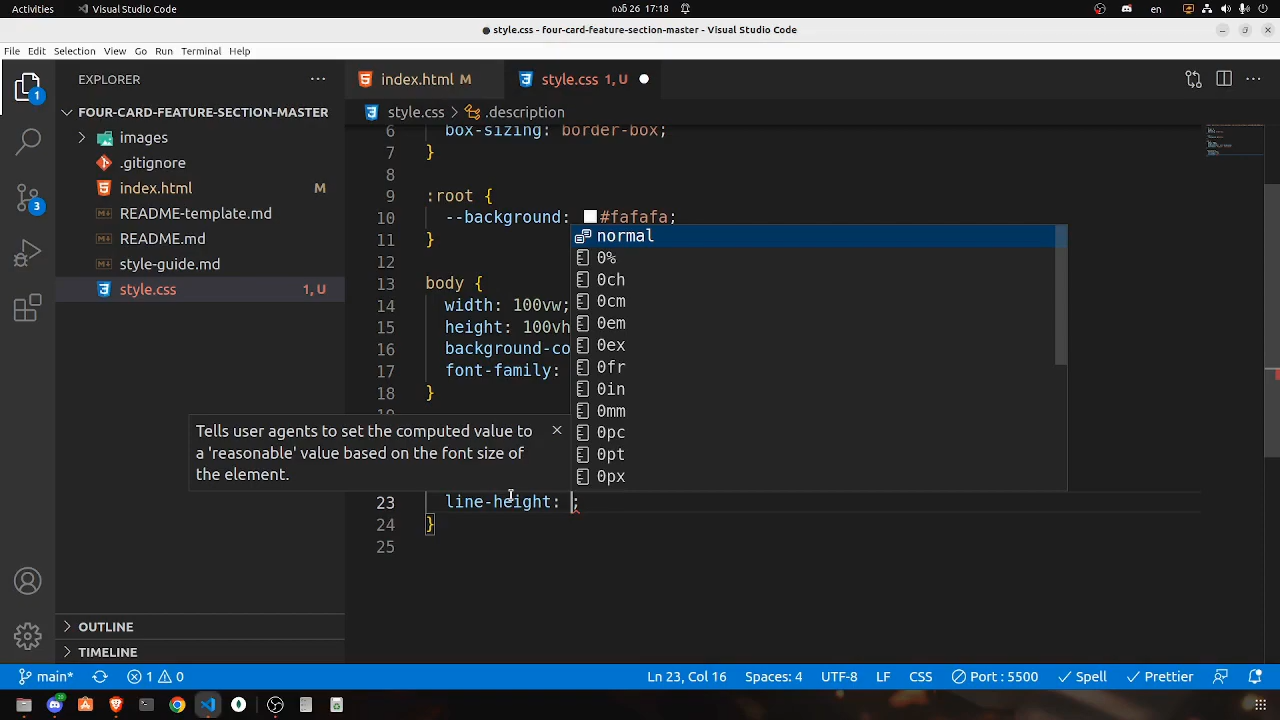 Activities
Visual Studio Code
იან 26 17:18
en
style.css - four-card-feature-section-master - Visual Studio Code
File Edit Selection View Go Run Terminal Help
EXPLORER
index.html M
style.css 1, U
FOUR-CARD-FEATURE-SECTION-MASTER
style.css
.description
images
.gitignore
index.html M
README-template.md
README.md
style-guide.md
style.css 1, U
1
3
6 box-sizing: border-box;
7 }
8
9 :root {
10 --background: #fafafa;
11 }
12
13 body {
14 width: 100vw;
15 height: 100vh
16 background-co
17 font-family:
18 }
normal
0%
0ch
0cm
0em
0ex
0fr
0in
0mm
0pc
0pt
0px
Tells user agents to set the computed value to
a 'reasonable' value based on the font size of
the element.
23 line-height: ;
24 }
25
OUTLINE
TIMELINE
main* 1 0 Ln 23, Col 16 Spaces: 4 UTF-8 LF CSS Port : 5500 Spell Prettier